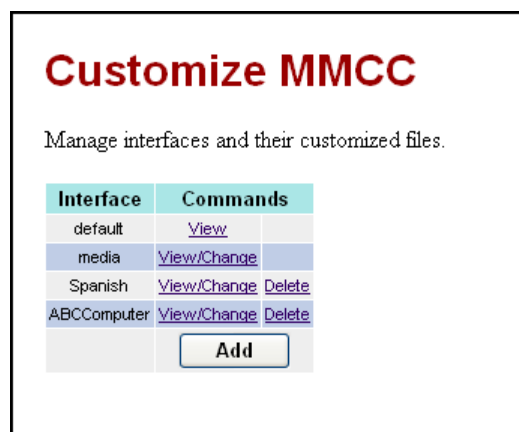 Customize MMCC
Manage interfaces and their customized files.
Interface Commands
default View
media View/Change
Spanish View/Change Delete
ABCComputer View/Change Delete
Add